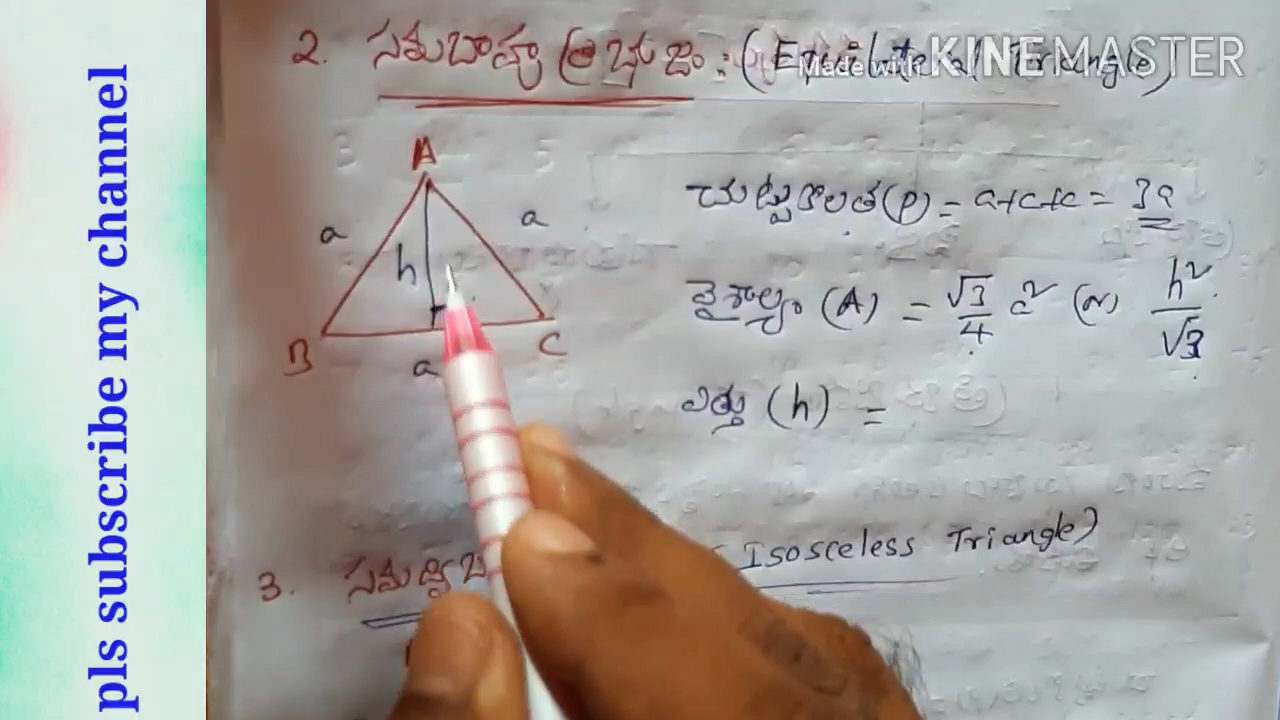 2. సమబాహు త్రిభుజం : (Equilateral Triangle)
Made with KINEMASTER
pls subscribe my channel
A
a
a
h
B
C
a
చుట్టుకొలత (P) = a+a+a = 3a
వైశాల్యం (A) = √3/4 a² (లేదా) h²/√3
ఎత్తు (h) =
3. సమద్విబ (Isosceless Triangle)